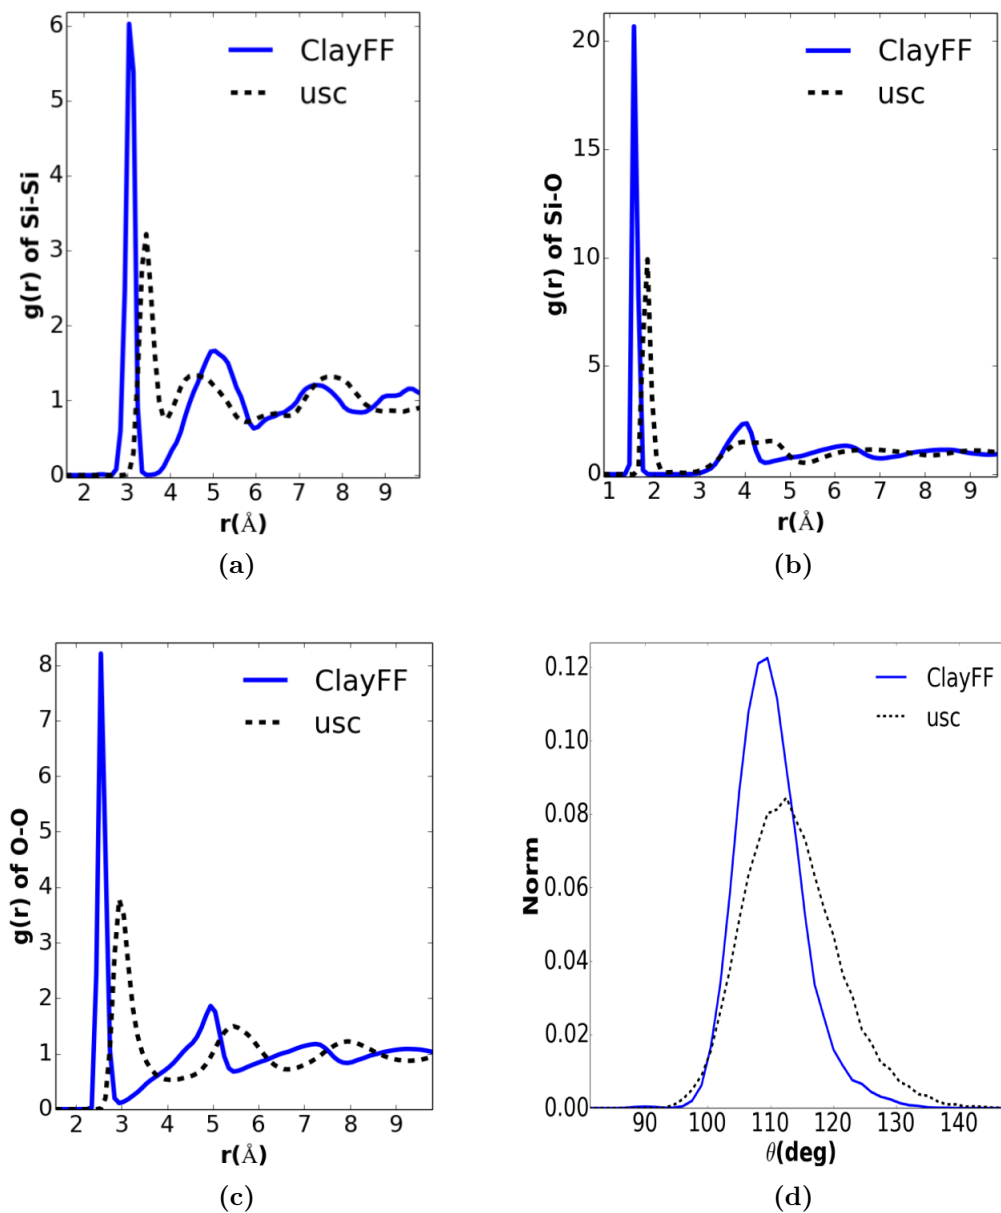 ClayFF
usc
g(r) of Si-Si
6
5
4
3
2
1
0
2 3 4 5 6 7 8 9
r(Å)
(a)
ClayFF
usc
g(r) of Si-O
20
15
10
5
0
1 2 3 4 5 6 7 8 9
r(Å)
(b)
ClayFF
usc
g(r) of O-O
8
7
6
5
4
3
2
1
0
2 3 4 5 6 7 8 9
r(Å)
(c)
ClayFF
usc
Norm
0.12
0.10
0.08
0.06
0.04
0.02
0.00
90 100 110 120 130 140
θ(deg)
(d)